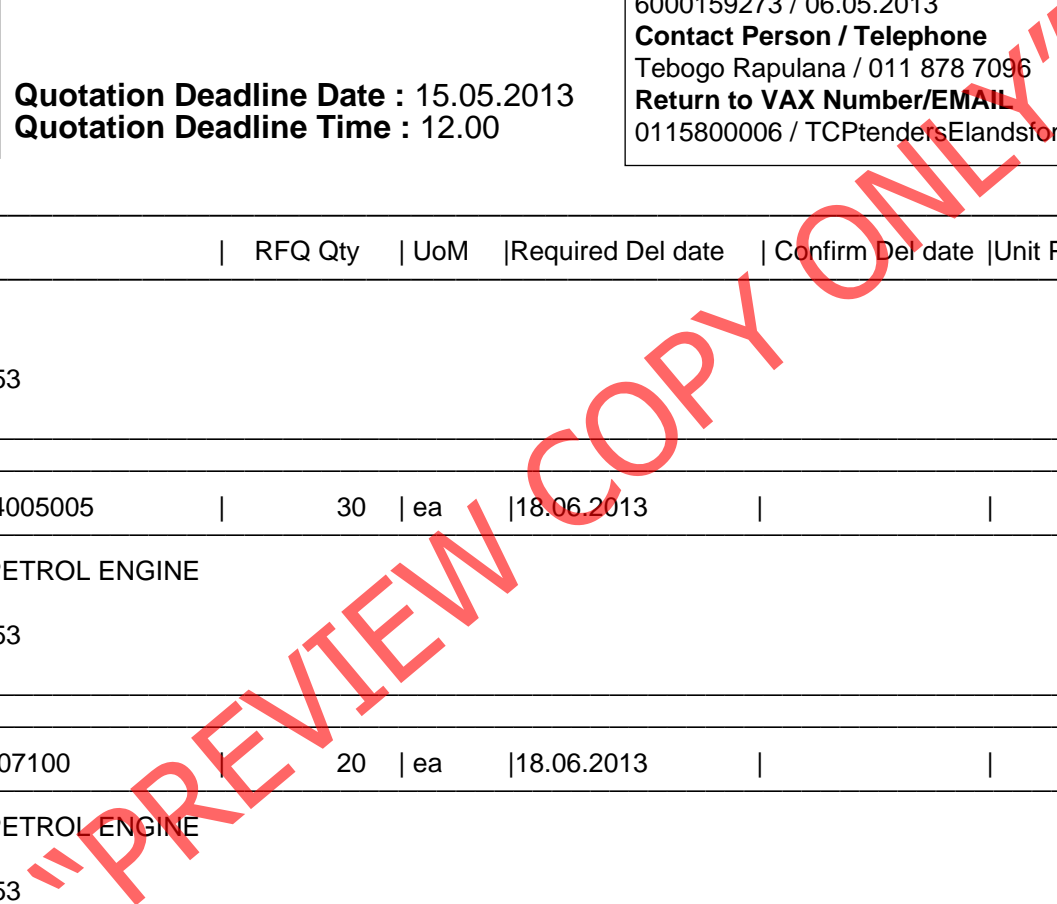 6000159273 / 06.05.2013
Contact Person / Telephone
Tebogo Rapulana / 011 878 7096
Return to VAX Number/EMAIL
0115800006 / TCPtendersElandsfor
Quotation Deadline Date : 15.05.2013
Quotation Deadline Time : 12.00
| RFQ Qty | UoM |Required Del date | Confirm Del date |Unit
53
4005005 | 30 | ea |18.06.2013 | |
PETROL ENGINE
53
07100 | 20 | ea |18.06.2013 | |
PETROL ENGINE
53
“PREVIEW COPY ONLY”